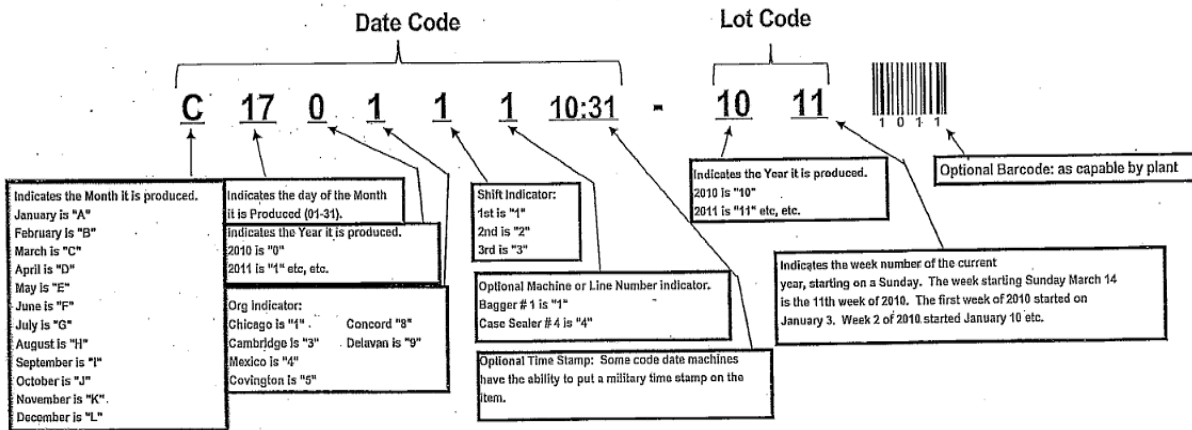 Date Code
Lot Code
C 17 0 1 1 1 10:31 - 10 11
1 0 1 1
Indicates the Month it is produced.
January is "A"
February is "B"
March is "C"
April is "D"
May is "E"
June is "F"
July is "G"
August is "H"
September is "I"
October is "J"
November is "K".
December is "L"
Indicates the day of the Month
it is Produced (01-31).
Indicates the Year it is produced.
2010 is "0"
2011 is "1" etc, etc.
Org Indicator:
Chicago is "1". Concord "8"
Cambridge is "3" Delavan is "9"
Mexico is "4"
Covington is "5"
Shift Indicator:
1st is "1"
2nd is "2"
3rd is "3"
Optional Machine or Line Number indicator.
Bagger # 1 is "1"
Case Sealer # 4 is "4"
Optional Time Stamp: Some code date machines
have the ability to put a military time stamp on the
item.
Indicates the Year it is produced.
2010 is "10"
2011 is "11" etc, etc.
Optional Barcode: as capable by plant
Indicates the week number of the current
year, starting on a Sunday. The week starting Sunday March 14
is the 11th week of 2010. The first week of 2010 started on
January 3. Week 2 of 2010 started January 10 etc.